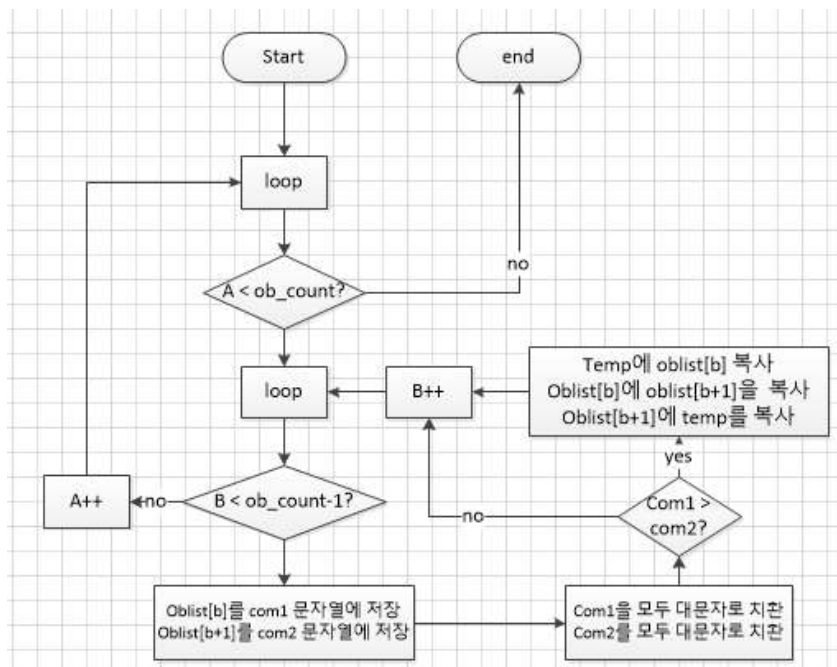 Start
end
loop
no
A < ob_count?
loop
B++
Temp에 oblist[b] 복사
Oblist[b]에 oblist[b+1]을 복사
Oblist[b+1]에 temp를 복사
yes
A++
no
B < ob_count-1?
no
Com1 >
com2?
Oblist[b]를 com1 문자열에 저장
Oblist[b+1]를 com2 문자열에 저장
Com1을 모두 대문자로 치환
Com2를 모두 대문자로 치환